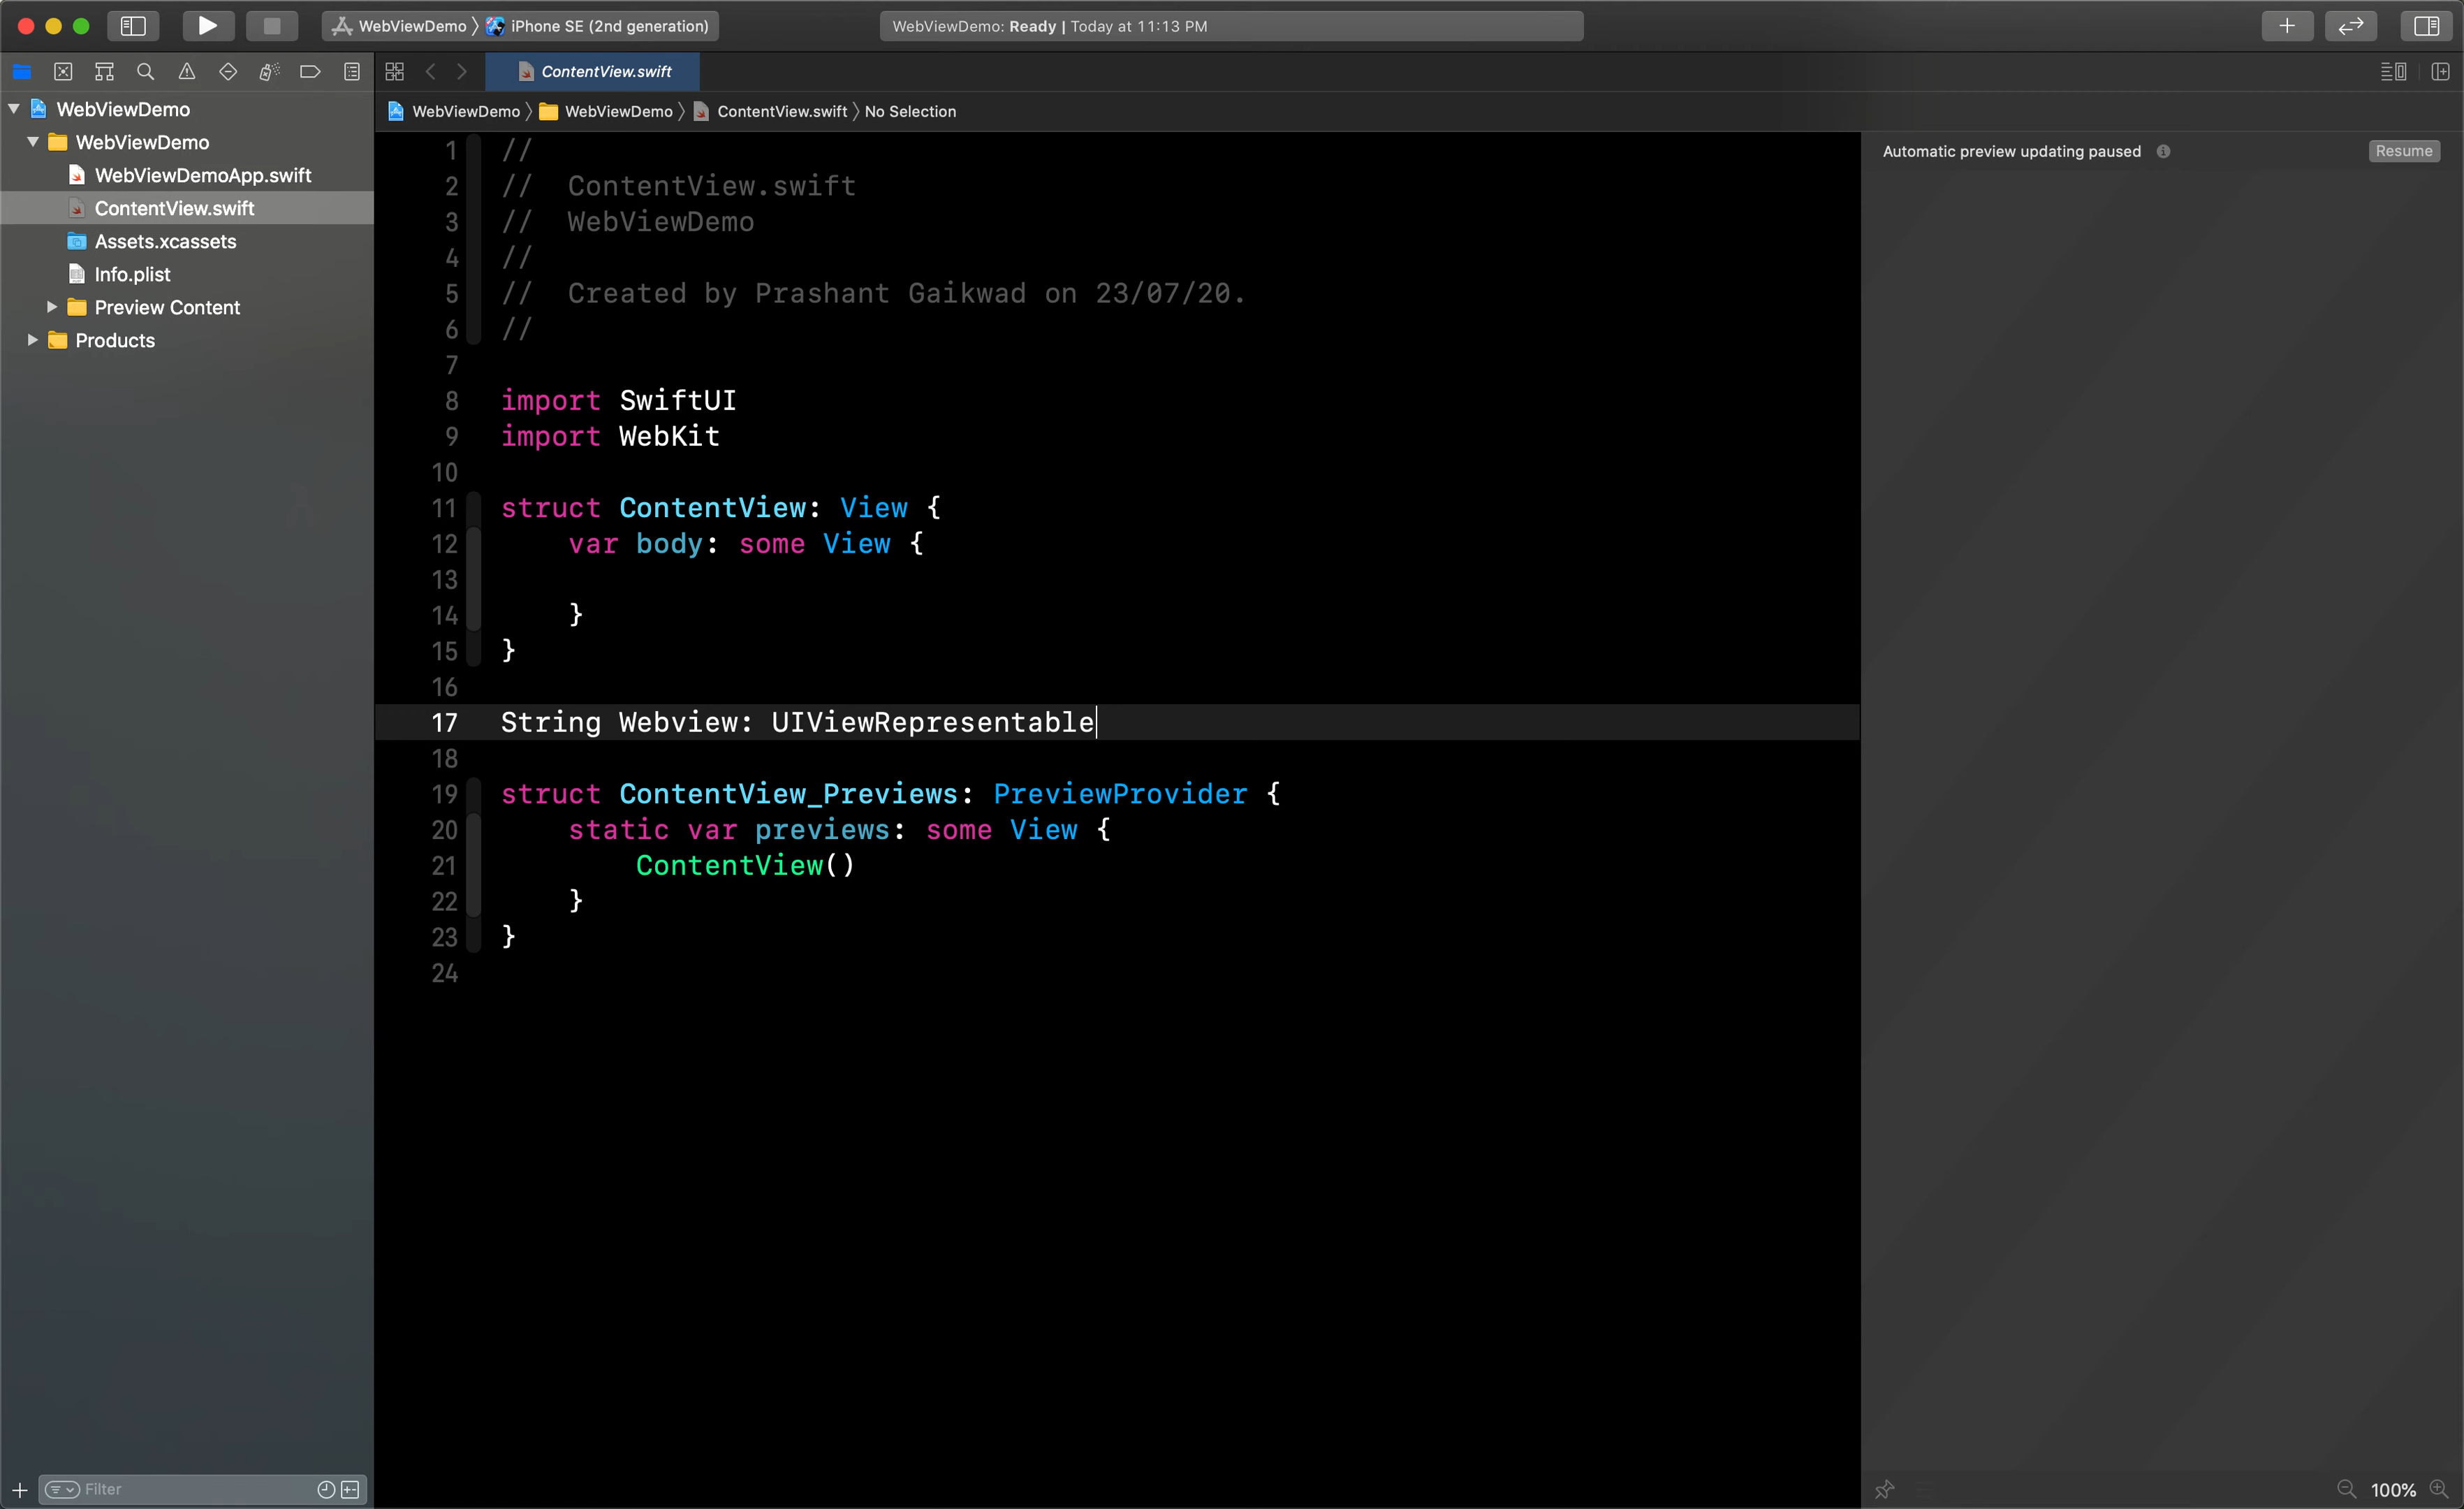 WebViewDemo 〉 iPhone SE (2nd generation)
WebViewDemo: Ready | Today at 11:13 PM
ContentView.swift
WebViewDemo 〉 WebViewDemo 〉 ContentView.swift 〉 No Selection
WebViewDemo
WebViewDemo
WebViewDemoApp.swift
ContentView.swift
Assets.xcassets
Info.plist
Preview Content
Products
Filter
1 //
2 //  ContentView.swift
3 //  WebViewDemo
4 //
5 //  Created by Prashant Gaikwad on 23/07/20.
6 //
7
8 import SwiftUI
9 import WebKit
10
11 struct ContentView: View {
12     var body: some View {
13
14     }
15 }
16
17 String Webview: UIViewRepresentable
18
19 struct ContentView_Previews: PreviewProvider {
20     static var previews: some View {
21         ContentView()
22     }
23 }
24
Automatic preview updating paused
Resume
100%